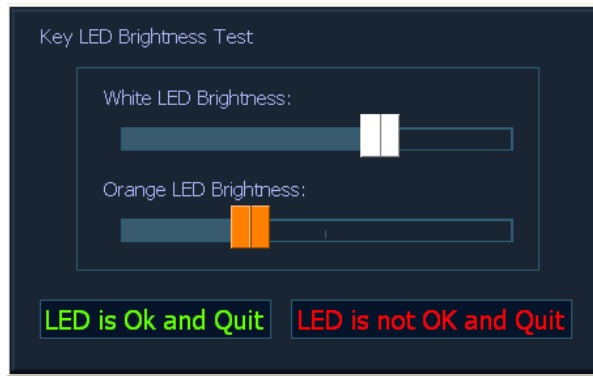 Key LED Brightness Test
White LED Brightness:
Orange LED Brightness:
LED is Ok and Quit
LED is not OK and Quit